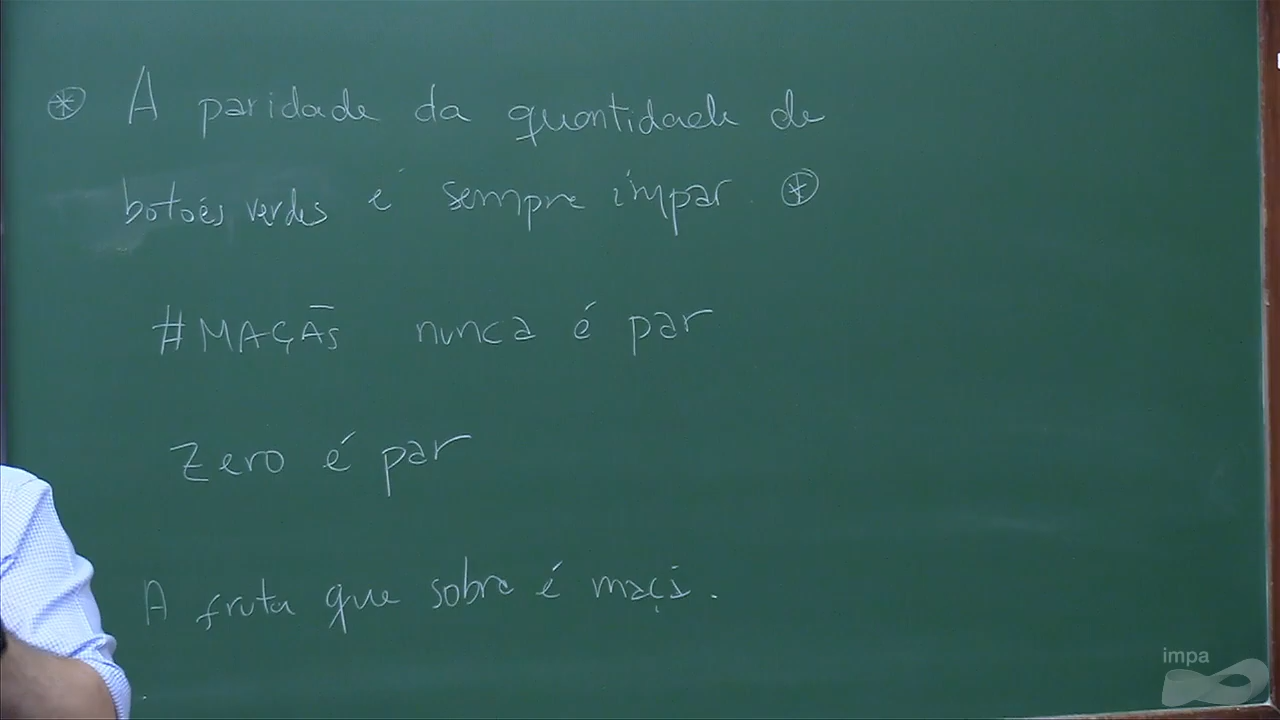 ⊛ A paridade da quantidade de
botões verdes é sempre ímpar. ⊛
#MAÇÃS nunca é par
Zero é par
A fruta que sobra é maçã.
impa